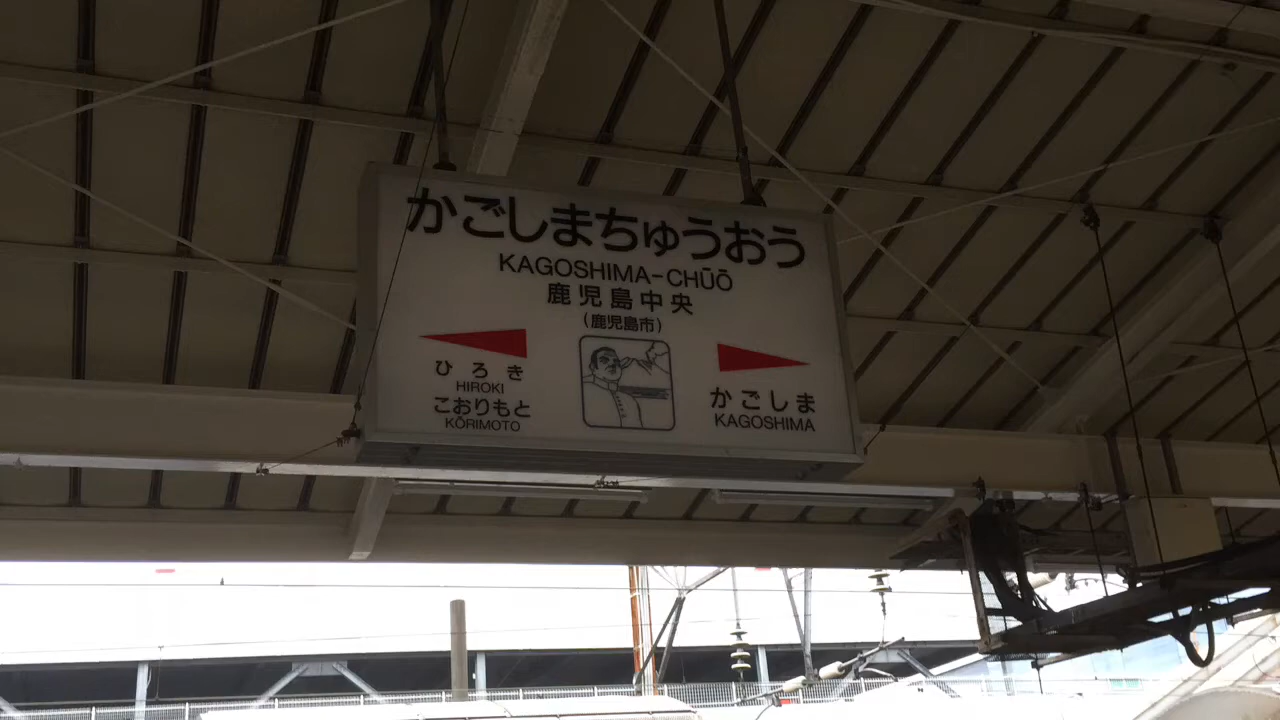 かごしまちゅうおう
KAGOSHIMA-CHŪŌ
鹿児島中央
(鹿児島市)
ひろき
HIROKI
こおりもと
KŌRIMOTO
かごしま
KAGOSHIMA